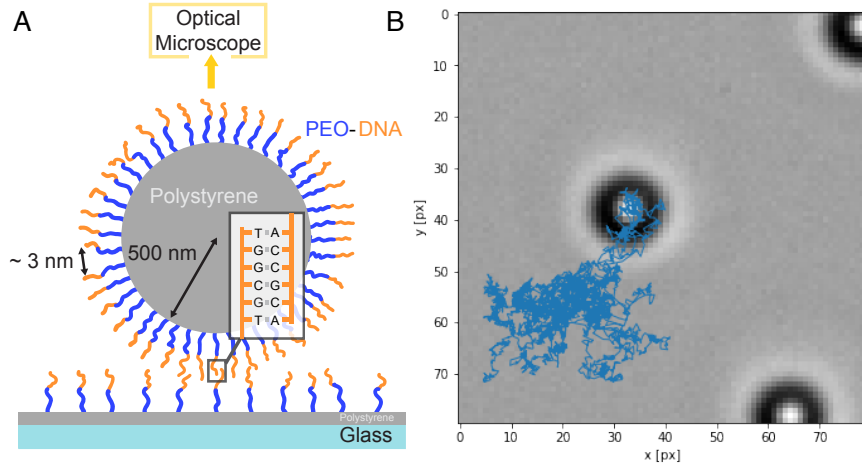 A
Optical
Microscope
PEO-DNA
Polystyrene
~ 3 nm
500 nm
T A
G C
G C
C G
G C
T A
Polystyrene
Glass
B
0
10
20
30
40
50
60
70
y [px]
0 10 20 30 40 50 60 70
x [px]